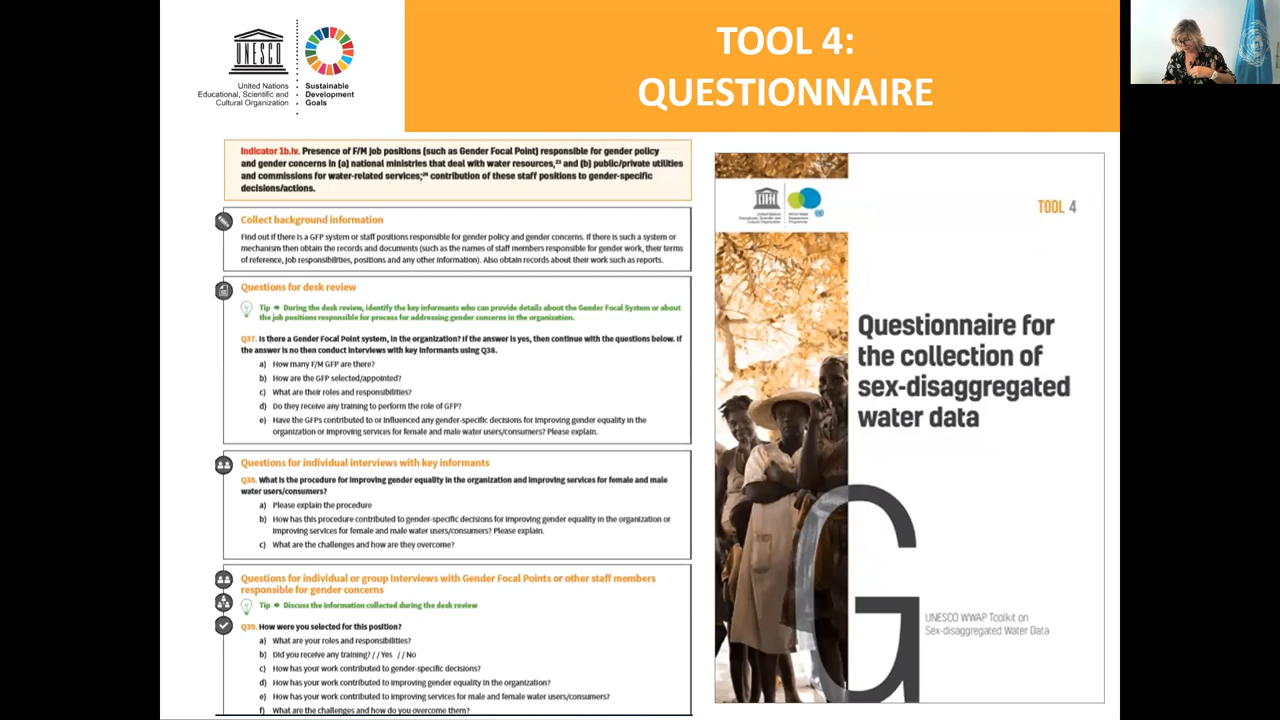 UNESCO
United Nations
Educational, Scientific and
Cultural Organization
Sustainable
Development
Goals
TOOL 4:
QUESTIONNAIRE
Indicator 1b.iv. Presence of F/M job positions (such as Gender Focal Point) responsible for gender policy
and gender concerns in (a) national ministries that deal with water resources, and (b) public/private utilities
and commissions for water-related services; contribution of these staff positions to gender-specific
decisions/actions.
Collect background information
Find out if there is a GFP system or staff positions responsible for gender policy and gender concerns. If there is such a system or
mechanism then obtain the records and documents (such as the names of staff members responsible for gender work, their terms
of reference, job responsibilities, positions and any other information). Also obtain records about their work such as reports.
Questions for desk review
Tip ➜ During the desk review, identify the key informants who can provide details about the Gender Focal System or about
the job positions responsible for process for addressing gender concerns in the organization.
Q37. Is there a Gender Focal Point system, in the organization? If the answer is yes, then continue with the questions below. If
the answer is no then conduct interviews with key informants using Q38.
a) How many F/M GFP are there?
b) How are the GFP selected/appointed?
c) What are their roles and responsibilities?
d) Do they receive any training to perform the role of GFP?
e) Have the GFPs contributed to or influenced any gender-specific decisions for improving gender equality in the
organization or improving services for female and male water users/consumers? Please explain.
Questions for individual interviews with key informants
Q38. What is the procedure for improving gender equality in the organization and improving services for female and male
water users/consumers?
a) Please explain the procedure
b) How has this procedure contributed to gender-specific decisions for improving gender equality in the organization or
improving services for female and male water users/consumers? Please explain.
c) What are the challenges and how are they overcome?
Questions for individual or group Interviews with Gender Focal Points or other staff members
responsible for gender concerns
Tip ➜ Discuss the information collected during the desk review
Q39. How were you selected for this position?
a) What are your roles and responsibilities?
b) Did you receive any training? / / Yes / / No
c) How has your work contributed to gender-specific decisions?
d) How has your work contributed to improving gender equality in the organization?
e) How has your work contributed to improving services for male and female water users/consumers?
f) What are the challenges and how do you overcome them?
TOOL 4
Questionnaire for
the collection of
sex-disaggregated
water data
G
UNESCO WWAP Toolkit on
Sex-disaggregated Water Data